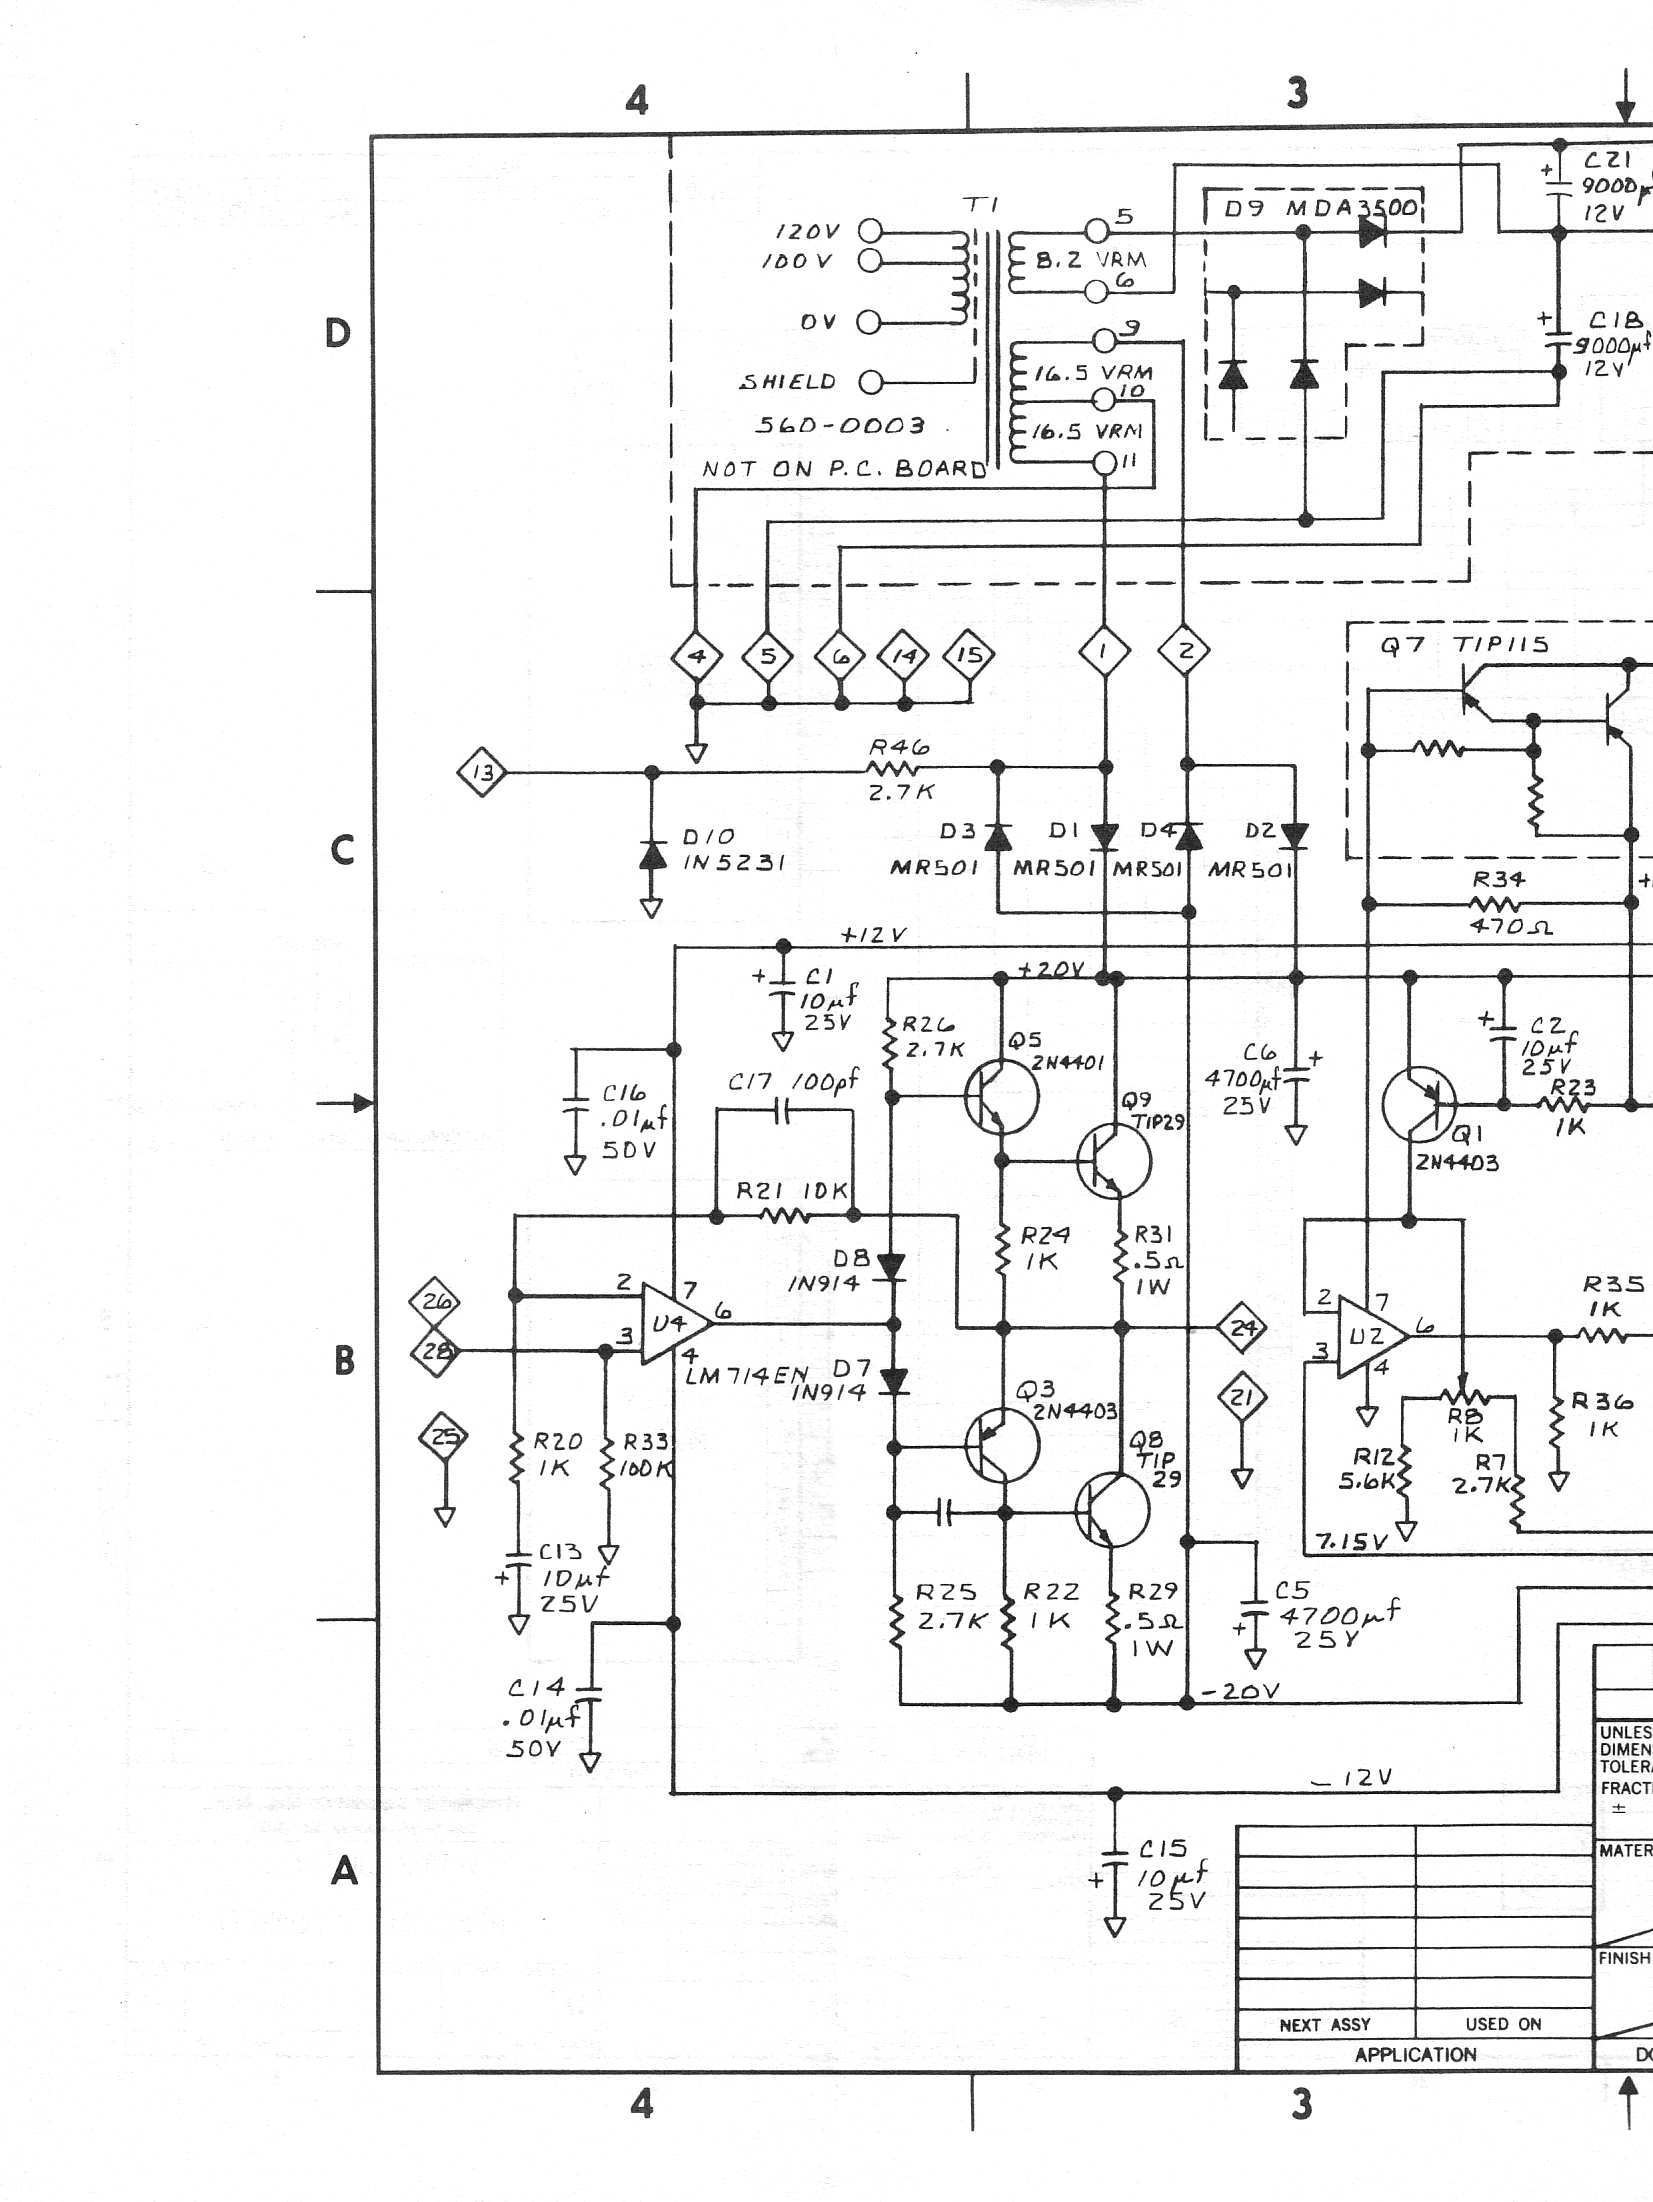 4
3
T1
120V
100V
0V
SHIELD
560-0003
NOT ON P.C. BOARD
5
8.2 VRM
6
9
16.5 VRM
10
16.5 VRM
11
D9 MDA3500
C21
+
12V
C18
+
9000µf
12V
D
4
5
6
14
15
1
2
Q7 TIP115
13
R46
2.7K
D10
1N5231
C
D3
MR501
D1
MR501
D4
MR501
D2
MR501
R34
470Ω
+12V
+20V
+ C1
10µf
25V
R26
2.7K
Q5
2N4401
C6 +
4700µf
25V
+ C2
10µf
25V
R23
1K
C16
.01µf
50V
C17 100pf
Q9
TIP29
Q1
2N4403
R21 10K
R24
1K
R31
.5Ω
1W
D8
1N914
26
28
25
2
3
7
6
4
U4
LM714EN
D7
1N914
24
21
B
2
3
7
6
4
U2
R35
1K
Q3
2N4403
Q8
TIP
29
R8
1K
R36
1K
R12
5.6K
R7
2.7K
R20
1K
R33
100K
7.15V
C13
+ 10µf
25V
R25
2.7K
R22
1K
R29
.5Ω
1W
C5
4700µf
+ 25V
C14
.01µf
50V
-20V
-12V
C15
+ 10µf
25V
A
UNLES
DIMEN
TOLER
FRACTI
±
MATER
FINISH
NEXT ASSY
USED ON
APPLICATION
4
3